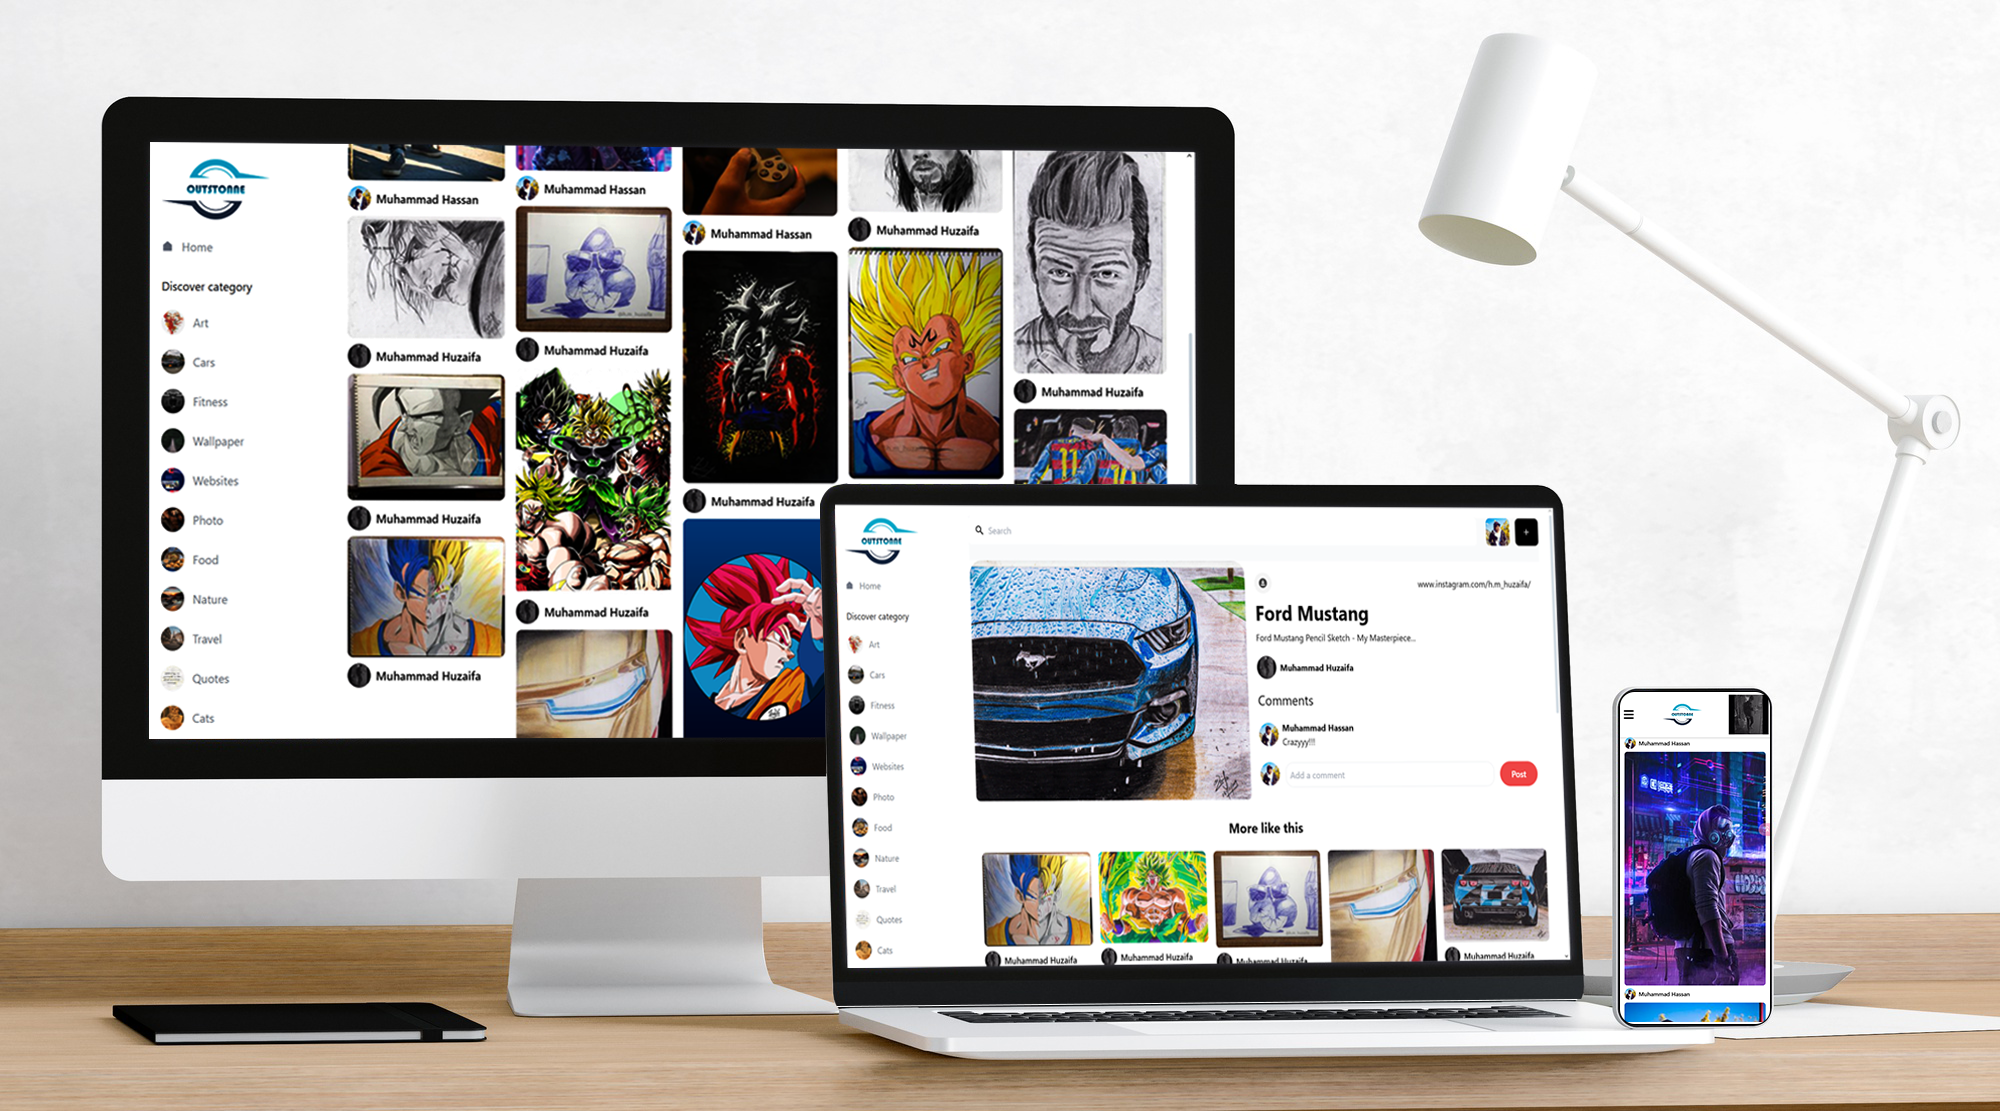 OUTSTONNE
Home
Discover category
Art
Cars
Fitness
Wallpaper
Websites
Photo
Food
Nature
Travel
Quotes
Cats
Muhammad Hassan
Muhammad Huzaifa
Muhammad Huzaifa
Muhammad Huzaifa
Muhammad Hassan
Muhammad Huzaifa
Muhammad Huzaifa
Muhammad Hassan
Muhammad Huzaifa
Muhammad Huzaifa
Muhammad Huzaifa
10
11
OUTSTONNE
Home
Discover category
Art
Cars
Fitness
Wallpaper
Websites
Photo
Food
Nature
Travel
Quotes
Cats
Search
www.instagram.com/h.m_huzaifa/
Ford Mustang
Ford Mustang Pencil Sketch - My Masterpiece...
Muhammad Huzaifa
Comments
Muhammad Hassan
Crazyyy!!!
Add a comment
Post
More like this
Muhammad Huzaifa
Muhammad Huzaifa
Muhammad Huzaifa
Muhammad Huzaifa
OUTSTONNE
Muhammad Hassan
Muhammad Hassan